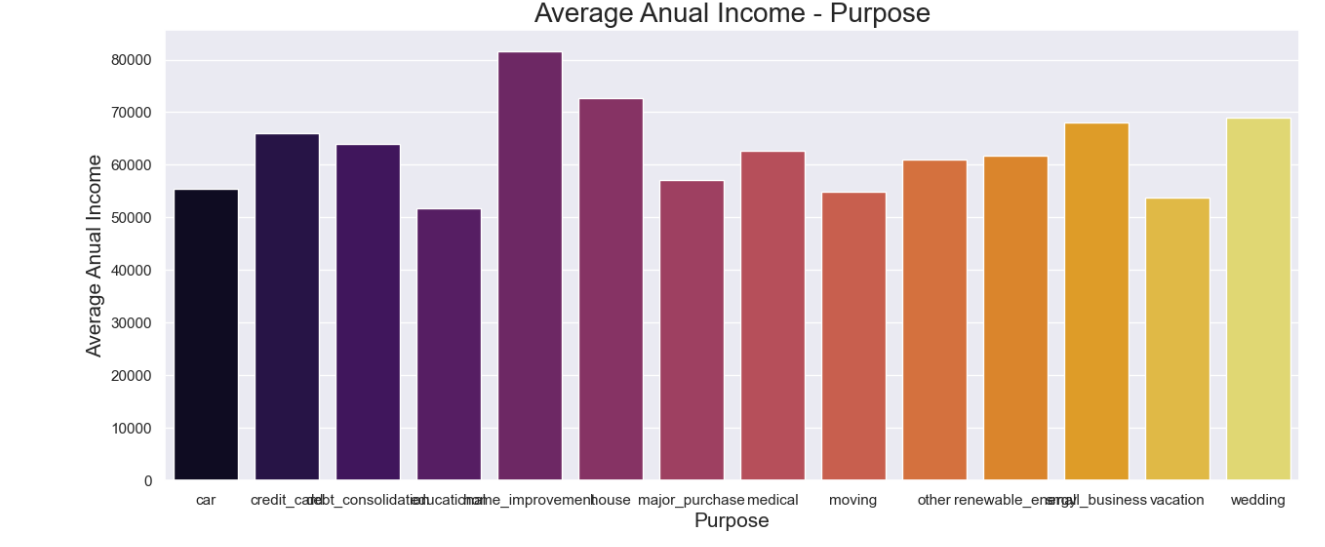 Average Anual Income - Purpose
Average Anual Income
80000
70000
60000
50000
40000
30000
20000
10000
0
car credit_card debt_consolidation educational home_improvement house major_purchase medical moving other renewable_energy small_business vacation wedding
Purpose